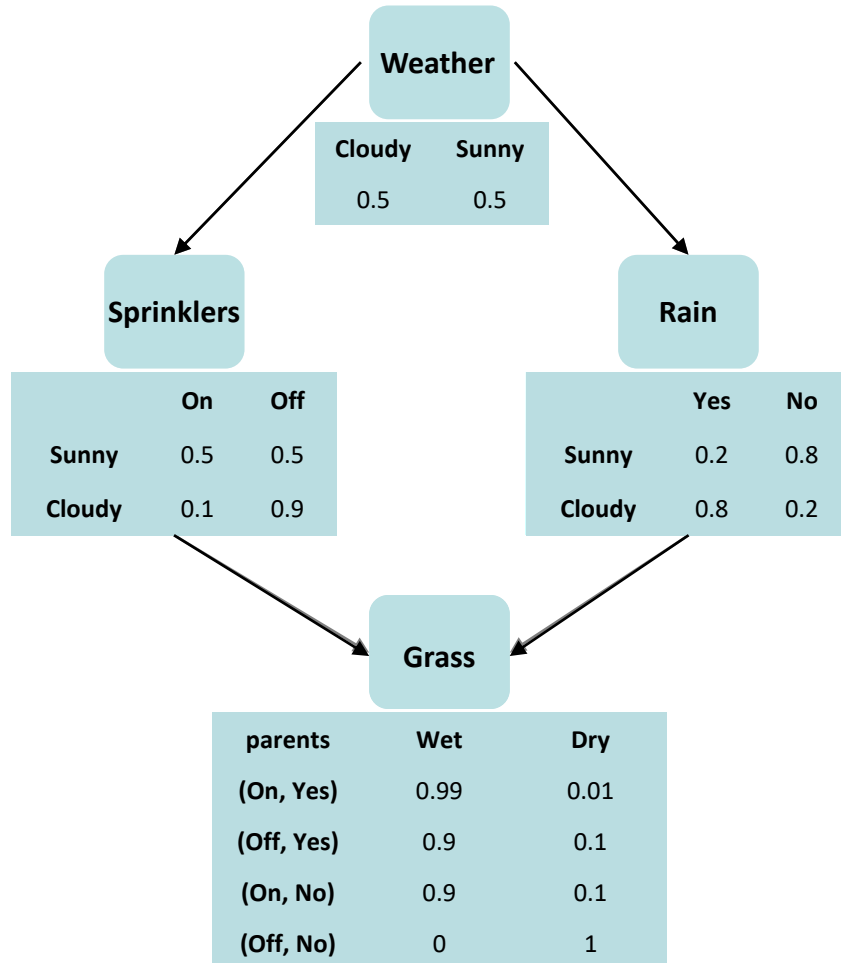 Weather
Cloudy Sunny
0.5 0.5
Sprinklers
Rain
On Off
Sunny 0.5 0.5
Cloudy 0.1 0.9
Yes No
Sunny 0.2 0.8
Cloudy 0.8 0.2
Grass
parents Wet Dry
(On, Yes) 0.99 0.01
(Off, Yes) 0.9 0.1
(On, No) 0.9 0.1
(Off, No) 0 1